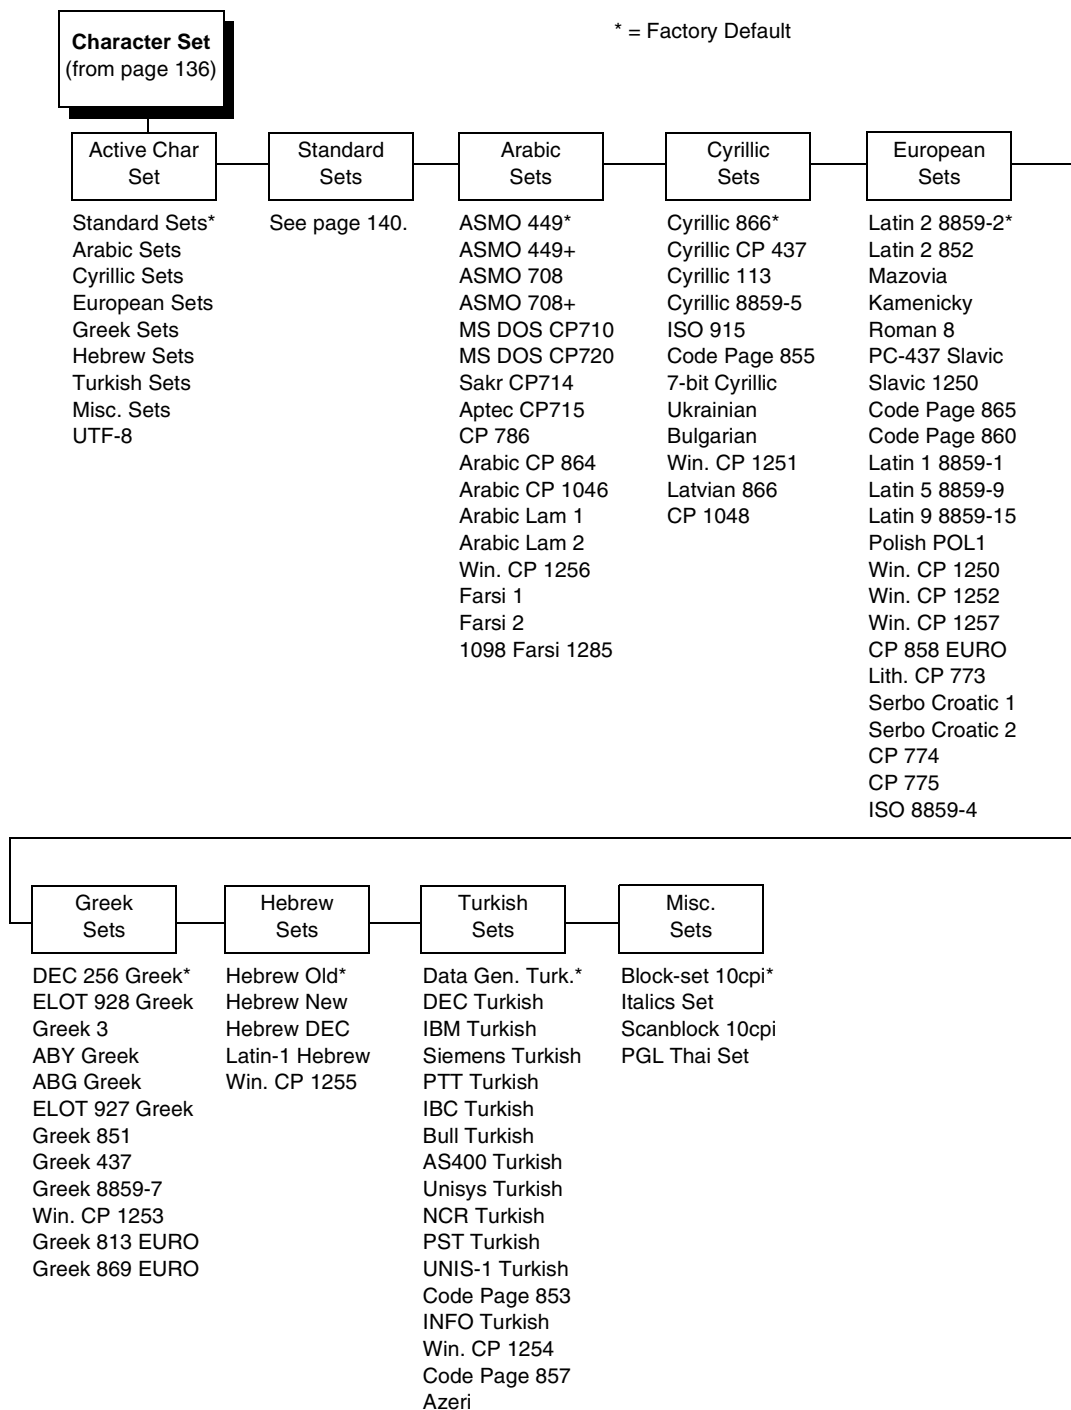 Character Set
(from page 136)
* = Factory Default
Active Char
Set
Standard Sets*
Arabic Sets
Cyrillic Sets
European Sets
Greek Sets
Hebrew Sets
Turkish Sets
Misc. Sets
UTF-8
Standard
Sets
See page 140.
Arabic
Sets
ASMO 449*
ASMO 449+
ASMO 708
ASMO 708+
MS DOS CP710
MS DOS CP720
Sakr CP714
Aptec CP715
CP 786
Arabic CP 864
Arabic CP 1046
Arabic Lam 1
Arabic Lam 2
Win. CP 1256
Farsi 1
Farsi 2
1098 Farsi 1285
Cyrillic
Sets
Cyrillic 866*
Cyrillic CP 437
Cyrillic 113
Cyrillic 8859-5
ISO 915
Code Page 855
7-bit Cyrillic
Ukrainian
Bulgarian
Win. CP 1251
Latvian 866
CP 1048
European
Sets
Latin 2 8859-2*
Latin 2 852
Mazovia
Kamenicky
Roman 8
PC-437 Slavic
Slavic 1250
Code Page 865
Code Page 860
Latin 1 8859-1
Latin 5 8859-9
Latin 9 8859-15
Polish POL1
Win. CP 1250
Win. CP 1252
Win. CP 1257
CP 858 EURO
Lith. CP 773
Serbo Croatic 1
Serbo Croatic 2
CP 774
CP 775
ISO 8859-4
Greek
Sets
DEC 256 Greek*
ELOT 928 Greek
Greek 3
ABY Greek
ABG Greek
ELOT 927 Greek
Greek 851
Greek 437
Greek 8859-7
Win. CP 1253
Greek 813 EURO
Greek 869 EURO
Hebrew
Sets
Hebrew Old*
Hebrew New
Hebrew DEC
Latin-1 Hebrew
Win. CP 1255
Turkish
Sets
Data Gen. Turk.*
DEC Turkish
IBM Turkish
Siemens Turkish
PTT Turkish
IBC Turkish
Bull Turkish
AS400 Turkish
Unisys Turkish
NCR Turkish
PST Turkish
UNIS-1 Turkish
Code Page 853
INFO Turkish
Win. CP 1254
Code Page 857
Azeri
Misc.
Sets
Block-set 10cpi*
Italics Set
Scanblock 10cpi
PGL Thai Set